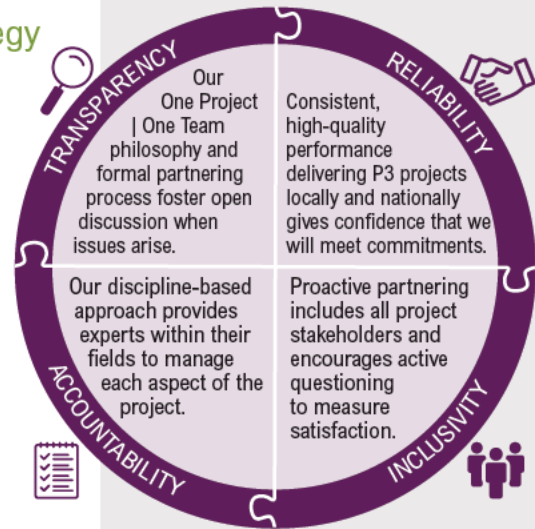 egy
TRANSPARENCY
Our
One Project
| One Team
philosophy and
formal partnering
process foster open
discussion when
issues arise.
RELIABILITY
Consistent,
high-quality
performance
delivering P3 projects
locally and nationally
gives confidence that we
will meet commitments.
ACCOUNTABILITY
Our discipline-based
approach provides
experts within their
fields to manage
each aspect of the
project.
INCLUSIVITY
Proactive partnering
includes all project
stakeholders and
encourages active
questioning
to measure
satisfaction.